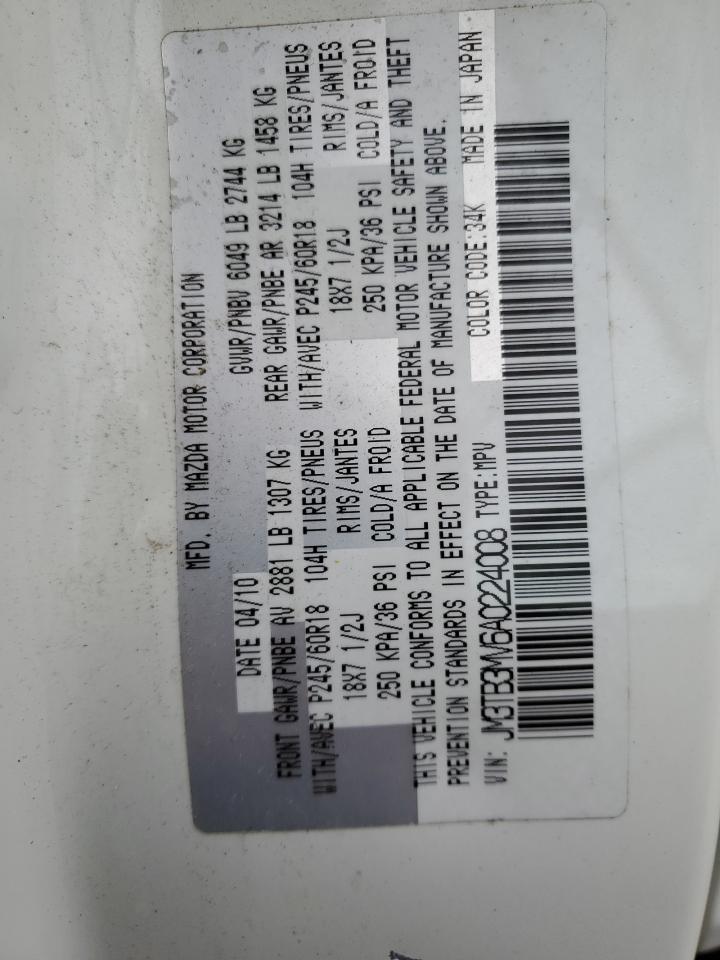 MFD. BY MAZDA MOTOR CORPORATION
DATE 04/10 GVWR/PNBV 6049 LB 2744 KG
FRONT GAWR/PNBE AV 2881 LB 1307 KG REAR GAWR/PNBE AR 3214 LB 1458 KG
WITH/AVEC P245/60R18 104H TIRES/PNEUS WITH/AVEC P245/60R18 104H TIRES/PNEUS
18X7 1/2J RIMS/JANTES 18X7 1/2J RIMS/JANTES
250 KPA/36 PSI COLD/A FROID 250 KPA/36 PSI COLD/A FROID
THIS VEHICLE CONFORMS TO ALL APPLICABLE FEDERAL MOTOR VEHICLE SAFETY AND THEFT
PREVENTION STANDARDS IN EFFECT ON THE DATE OF MANUFACTURE SHOWN ABOVE.
VIN: JM3TB3MV6A0224008 TYPE:MPV COLOR CODE:34K MADE IN JAPAN